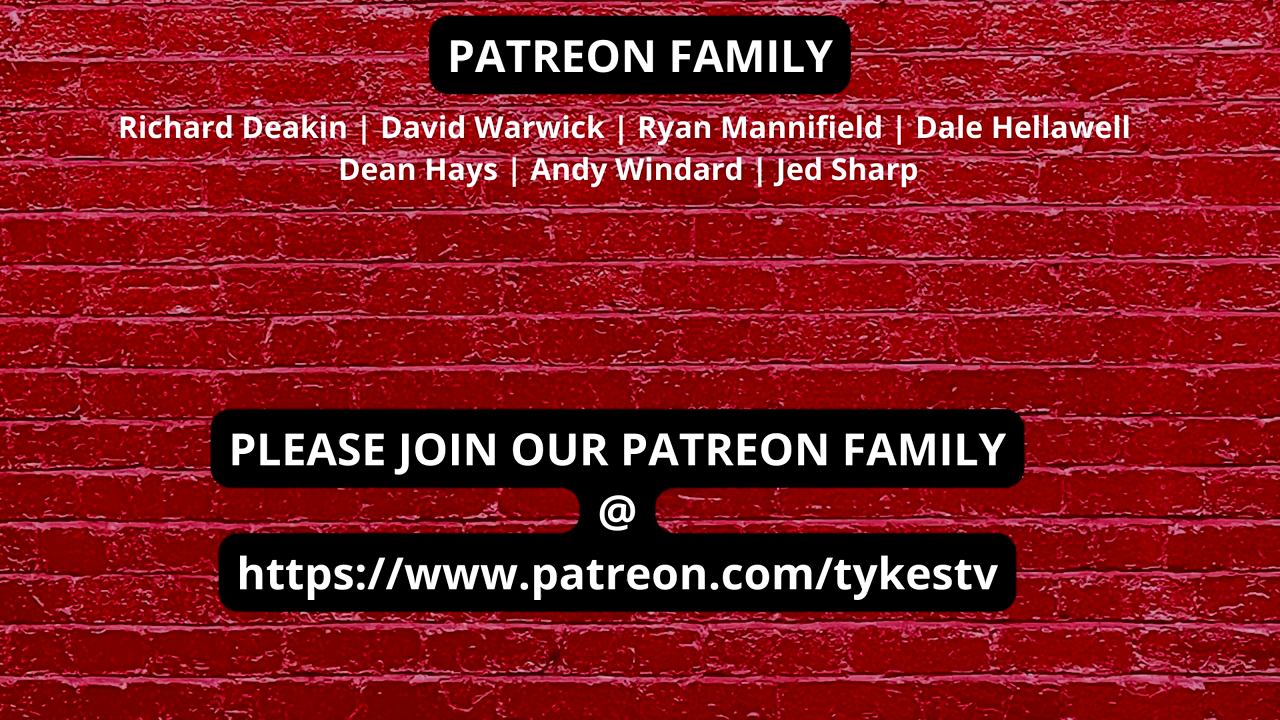 PATREON FAMILY
Richard Deakin | David Warwick | Ryan Mannifield | Dale Hellawell
Dean Hays | Andy Windard | Jed Sharp
PLEASE JOIN OUR PATREON FAMILY
@
https://www.patreon.com/tykestv